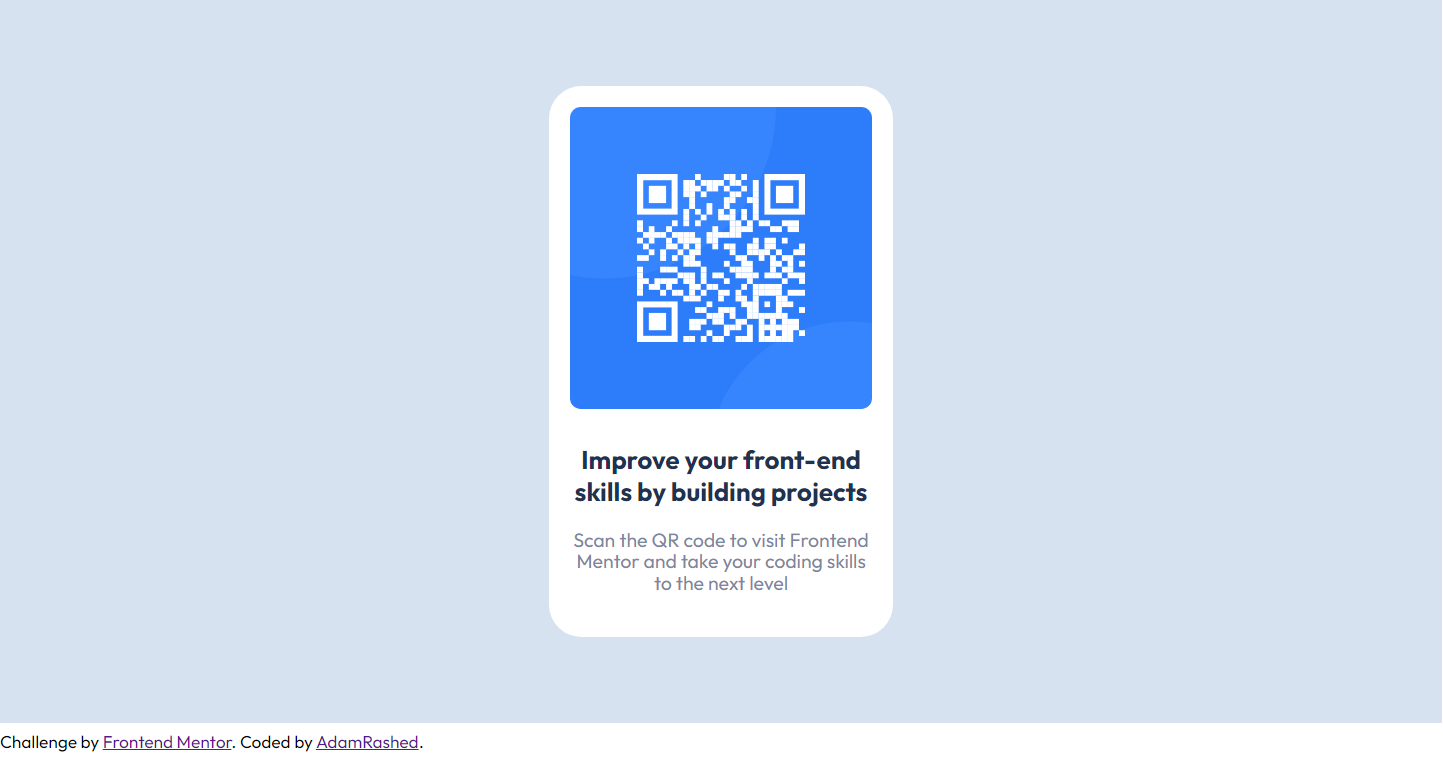 Improve your front-end
skills by building projects
Scan the QR code to visit Frontend
Mentor and take your coding skills
to the next level
Challenge by Frontend Mentor. Coded by AdamRashed.